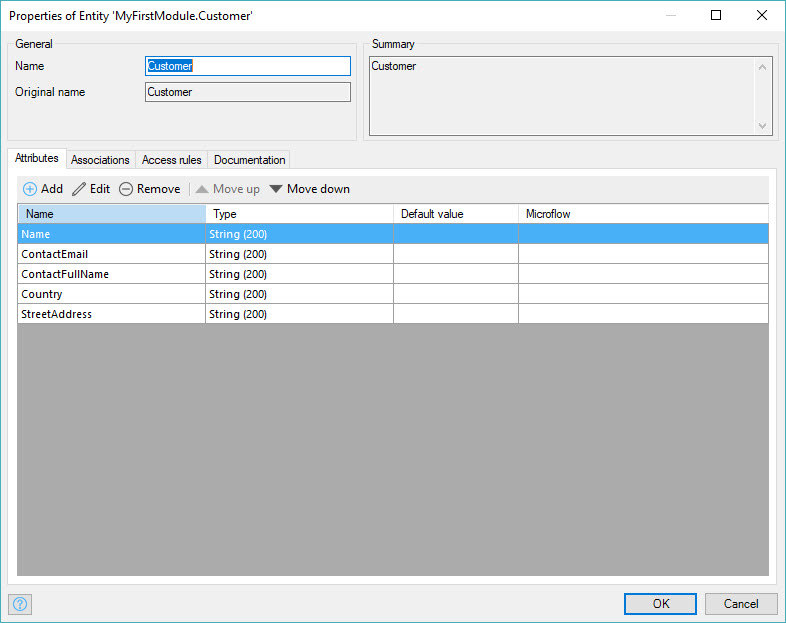 Properties of Entity 'MyFirstModule.Customer'
General
Name Customer
Original name Customer
Summary
Customer
Attributes Associations Access rules Documentation
Add Edit Remove Move up Move down
Name Type Default value Microflow
Name String (200)
ContactEmail String (200)
ContactFullName String (200)
Country String (200)
StreetAddress String (200)
? OK Cancel